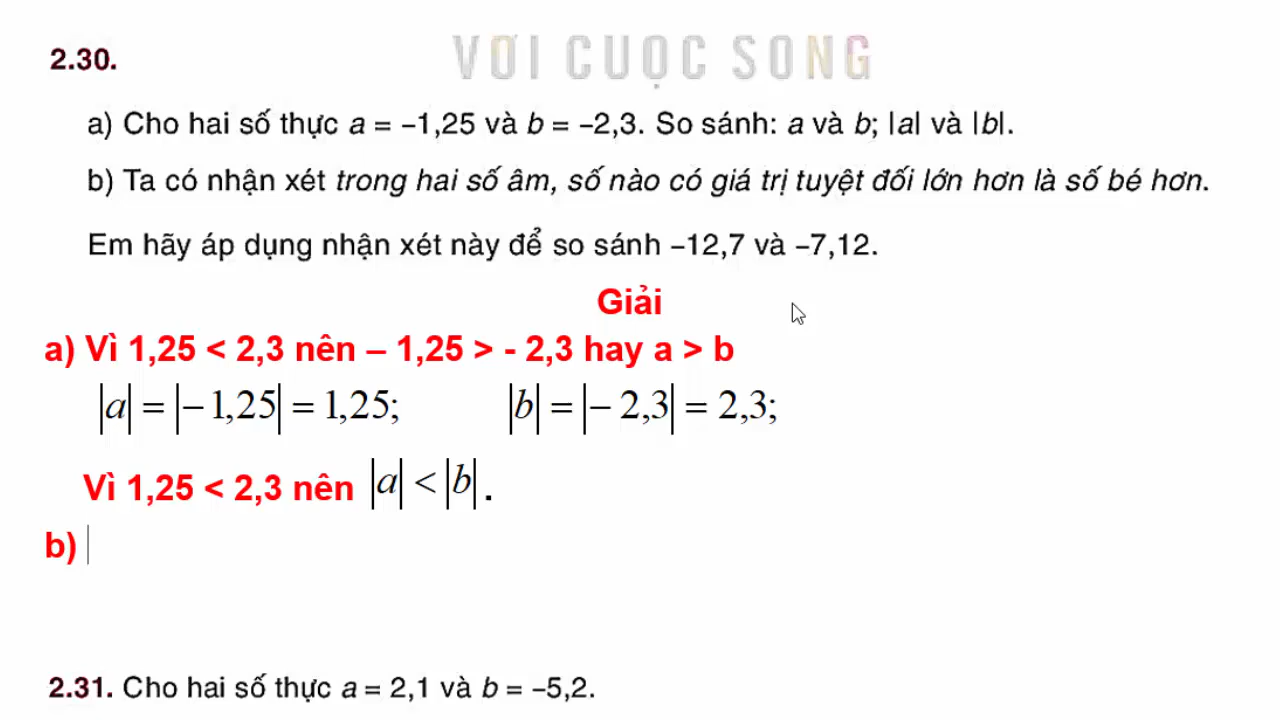 VỚI CUỘC SỐNG
2.30.
a) Cho hai số thực a = −1,25 và b = −2,3. So sánh: a và b; |a| và |b|.
b) Ta có nhận xét trong hai số âm, số nào có giá trị tuyệt đối lớn hơn là số bé hơn.
Em hãy áp dụng nhận xét này để so sánh −12,7 và −7,12.
Giải
a) Vì 1,25 < 2,3 nên – 1,25 > - 2,3 hay a > b
|a| = |− 1,25| = 1,25; |b| = |− 2,3| = 2,3;
Vì 1,25 < 2,3 nên |a| < |b| .
b)
2.31. Cho hai số thực a = 2,1 và b = −5,2.